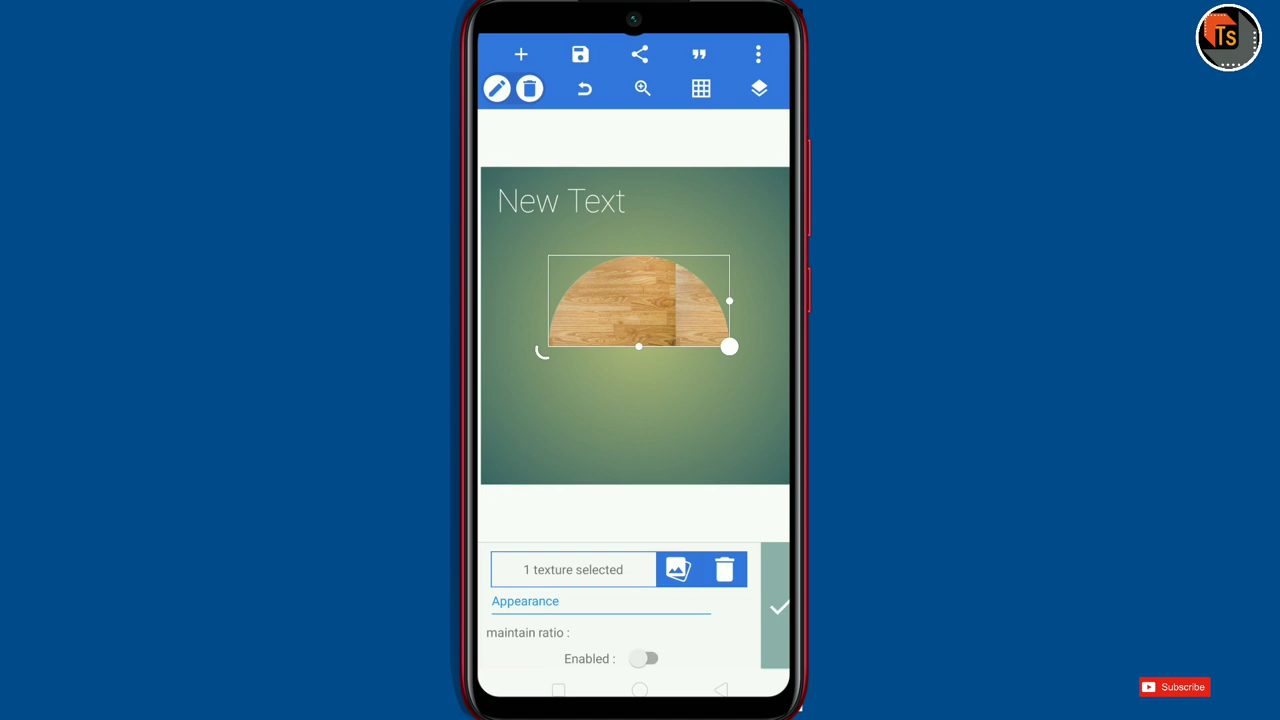 Ts
New Text
1 texture selected
Appearance
maintain ratio :
Enabled :
Subscribe